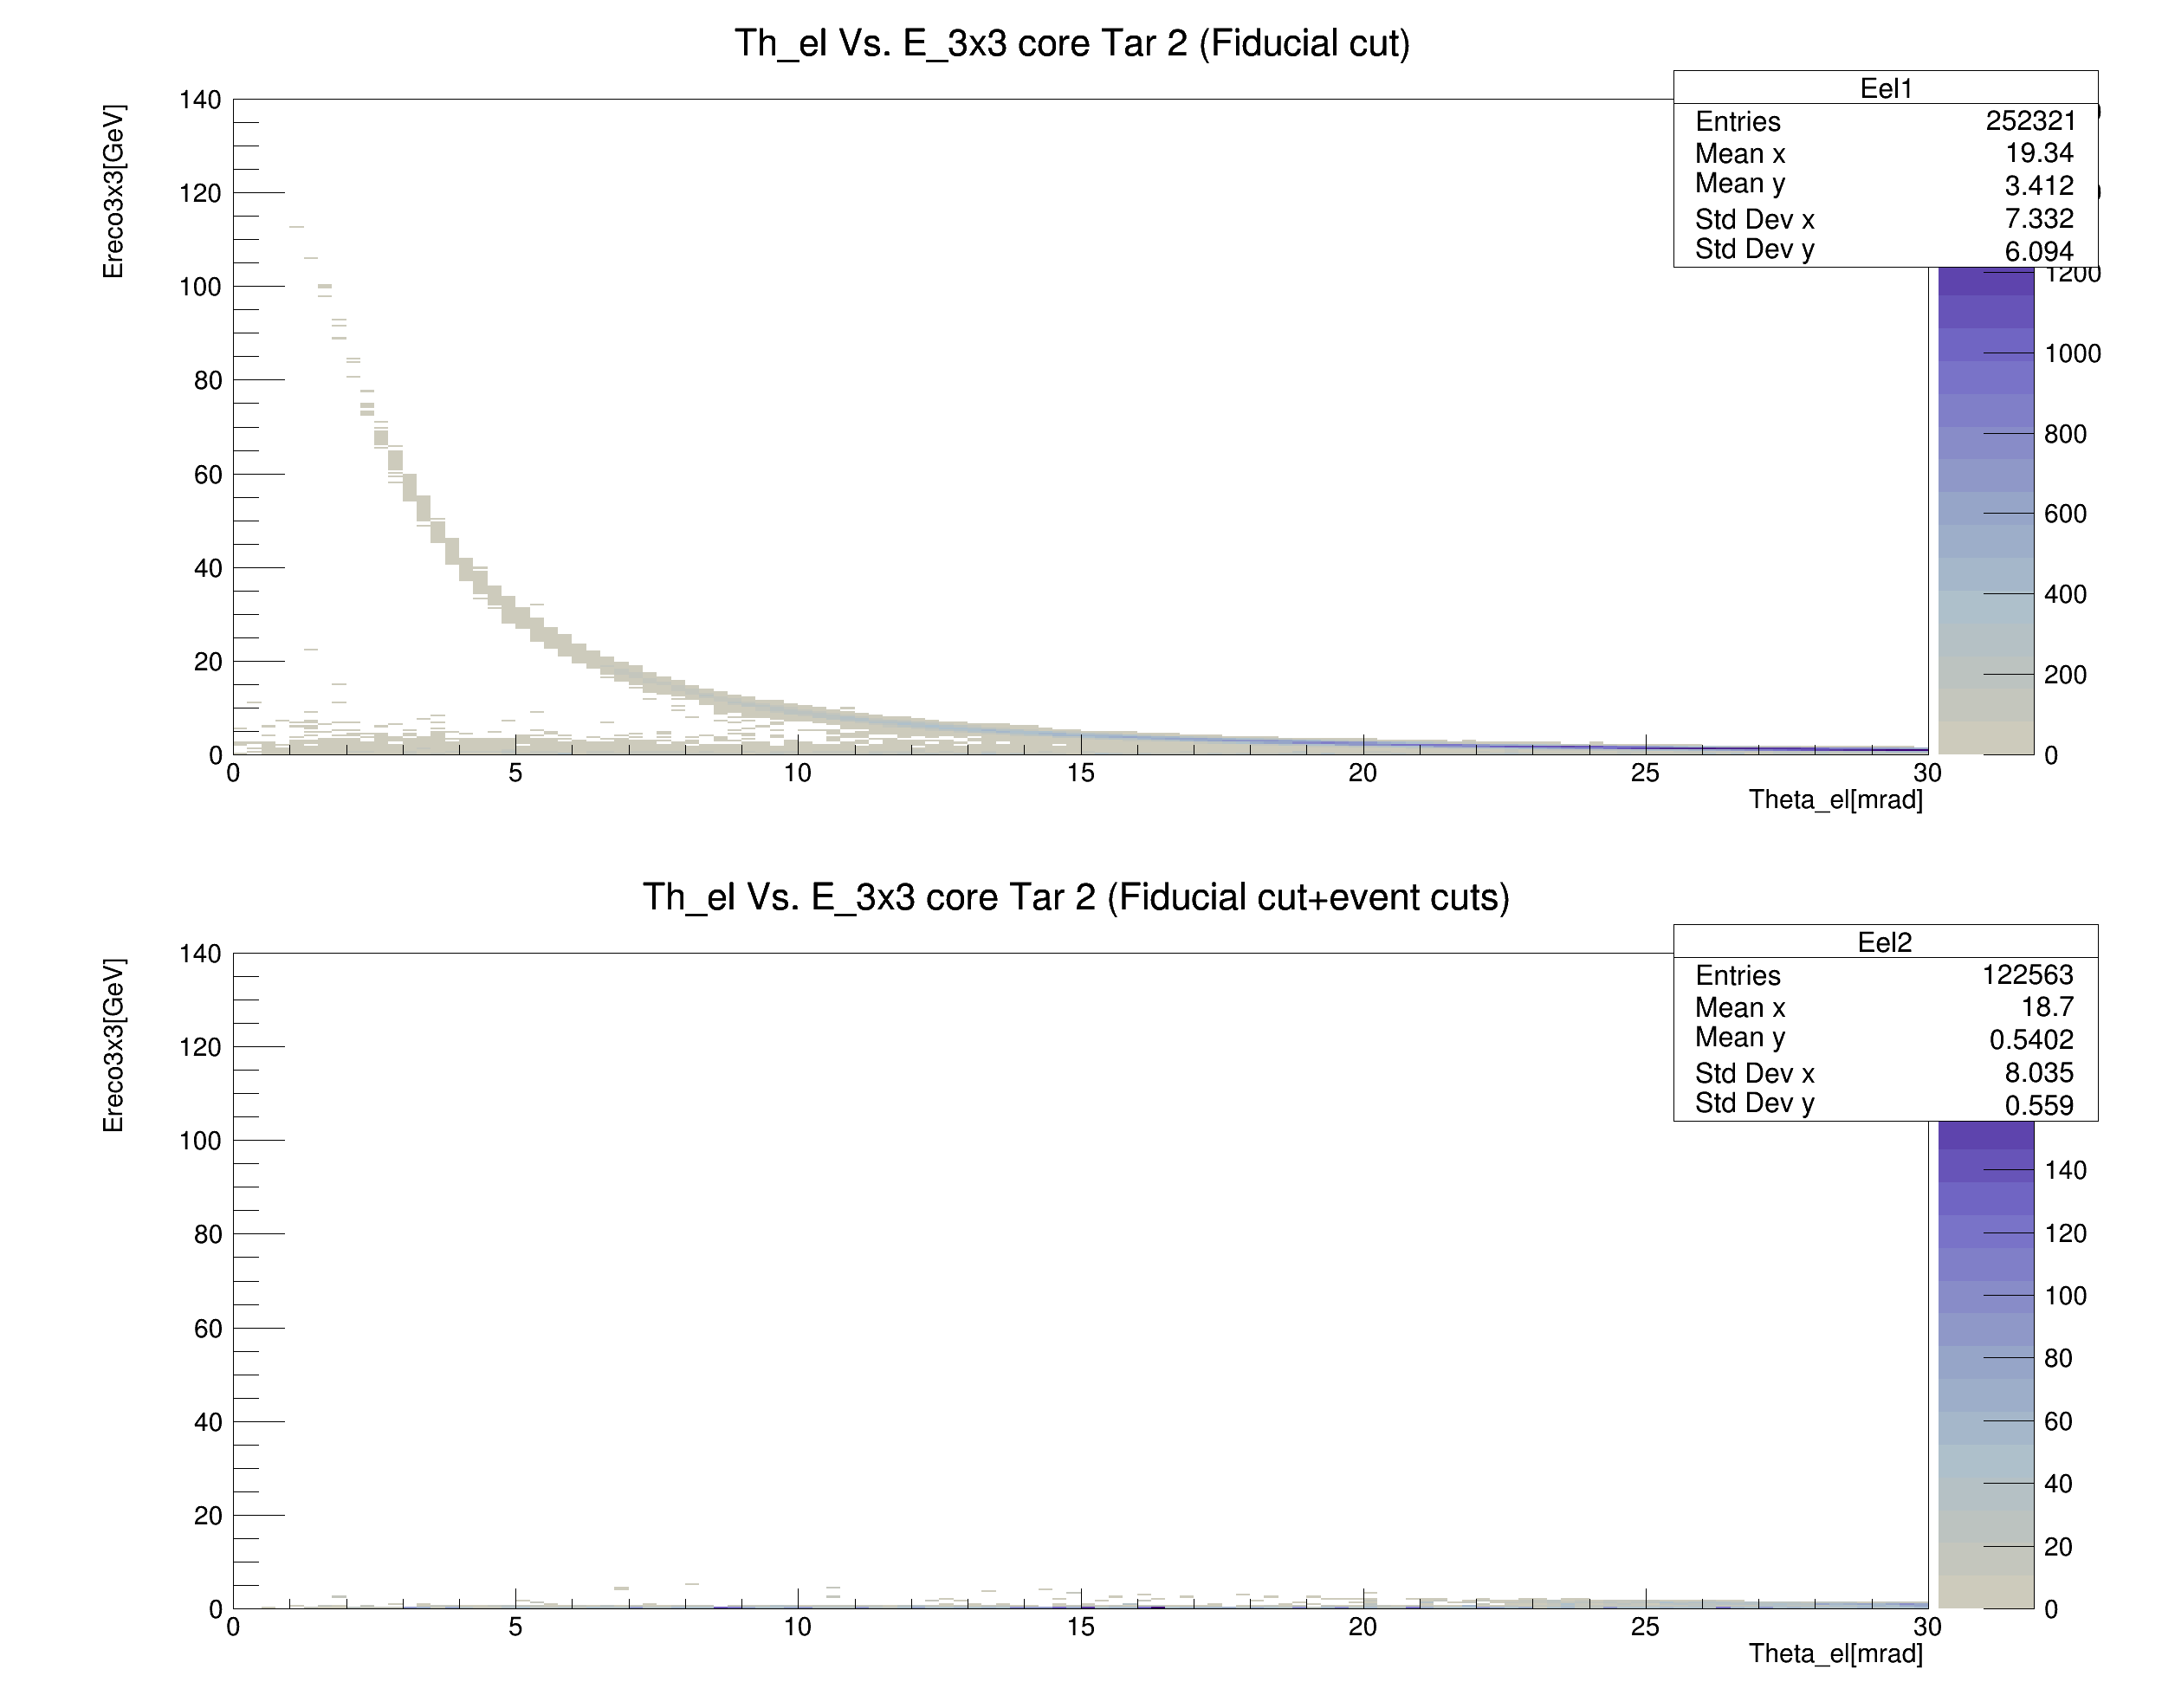 Th_el Vs. E_3x3 core Tar 2 (Fiducial cut)
Ereco3x3[GeV]
Eel1
Entries 252321
Mean x 19.34
Mean y 3.412
Std Dev x 7.332
Std Dev y 6.094
140
120
100
80
60
40
20
0
0 5 10 15 20 25 30
Theta_el[mrad]
1200
1000
800
600
400
200
0
Th_el Vs. E_3x3 core Tar 2 (Fiducial cut+event cuts)
Ereco3x3[GeV]
Eel2
Entries 122563
Mean x 18.7
Mean y 0.5402
Std Dev x 8.035
Std Dev y 0.559
140
120
100
80
60
40
20
0
0 5 10 15 20 25 30
Theta_el[mrad]
140
120
100
80
60
40
20
0